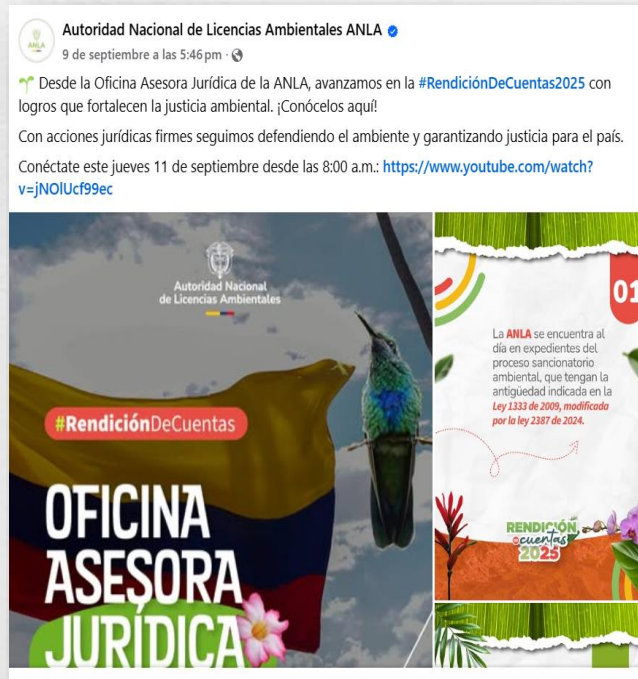 Autoridad Nacional de Licencias Ambientales ANLA
9 de septiembre a las 5:46 pm ·
Desde la Oficina Asesora Jurídica de la ANLA, avanzamos en la #RendiciónDeCuentas2025 con
logros que fortalecen la justicia ambiental. ¡Conócelos aquí!
Con acciones jurídicas firmes seguimos defendiendo el ambiente y garantizando justicia para el país.
Conéctate este jueves 11 de septiembre desde las 8:00 a.m.: https://www.youtube.com/watch?
v=jNOlUcf99ec
ANLA
Autoridad Nacional
de Licencias Ambientales
#RendiciónDeCuentas
OFICINA
ASESORA
JURÍDICA
01
La ANLA se encuentra al
día en expedientes del
proceso sancionatorio
ambiental, que tengan la
antigüedad indicada en la
Ley 1333 de 2009, modificada
por la ley 2387 de 2024.
RENDICIÓN
de cuentas
2025